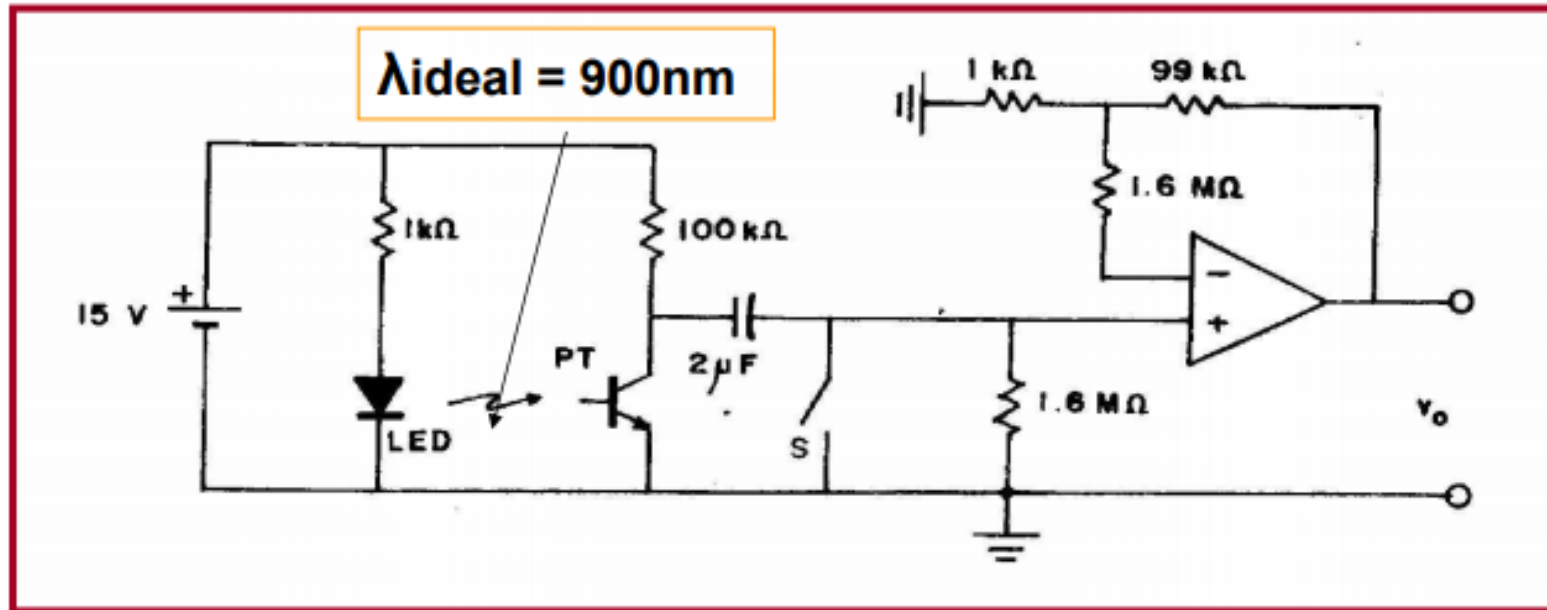 λideal = 900nm
1 kΩ
99 kΩ
1.6 MΩ
1kΩ
100 kΩ
15 V
+
PT
2µF
LED
S
1.6 MΩ
−
+
v₀